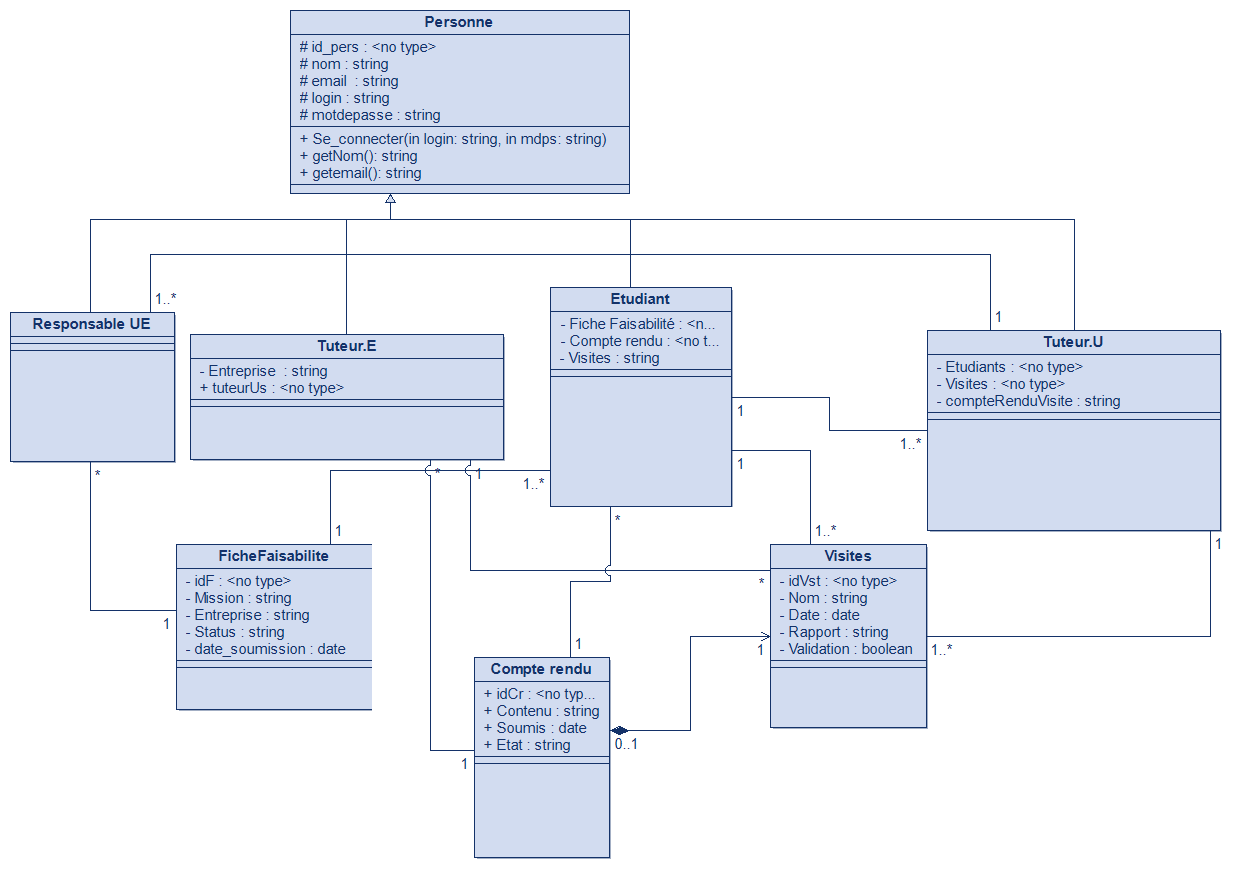 Personne
# id_pers : <no type>
# nom : string
# email  : string
# login : string
# motdepasse : string
+ Se_connecter(in login: string, in mdps: string)
+ getNom(): string
+ getemail(): string
1..*
1
Responsable UE
Tuteur.E
- Entreprise  : string
+ tuteurUs : <no type>
Etudiant
- Fiche Faisabilité : <n...
- Compte rendu : <no t...
- Visites : string
Tuteur.U
- Etudiants : <no type>
- Visites : <no type>
- compteRenduVisite : string
1
1..*
1
*
*
1
1..*
*
1
1..*
1
FicheFaisabilite
- idF : <no type>
- Mission : string
- Entreprise : string
- Status : string
- date_soumission : date
1
Visites
- idVst : <no type>
- Nom : string
- Date : date
- Rapport : string
- Validation : boolean
*
1
1..*
1
Compte rendu
+ idCr : <no typ...
+ Contenu : string
+ Soumis : date
+ Etat : string
0..1
1